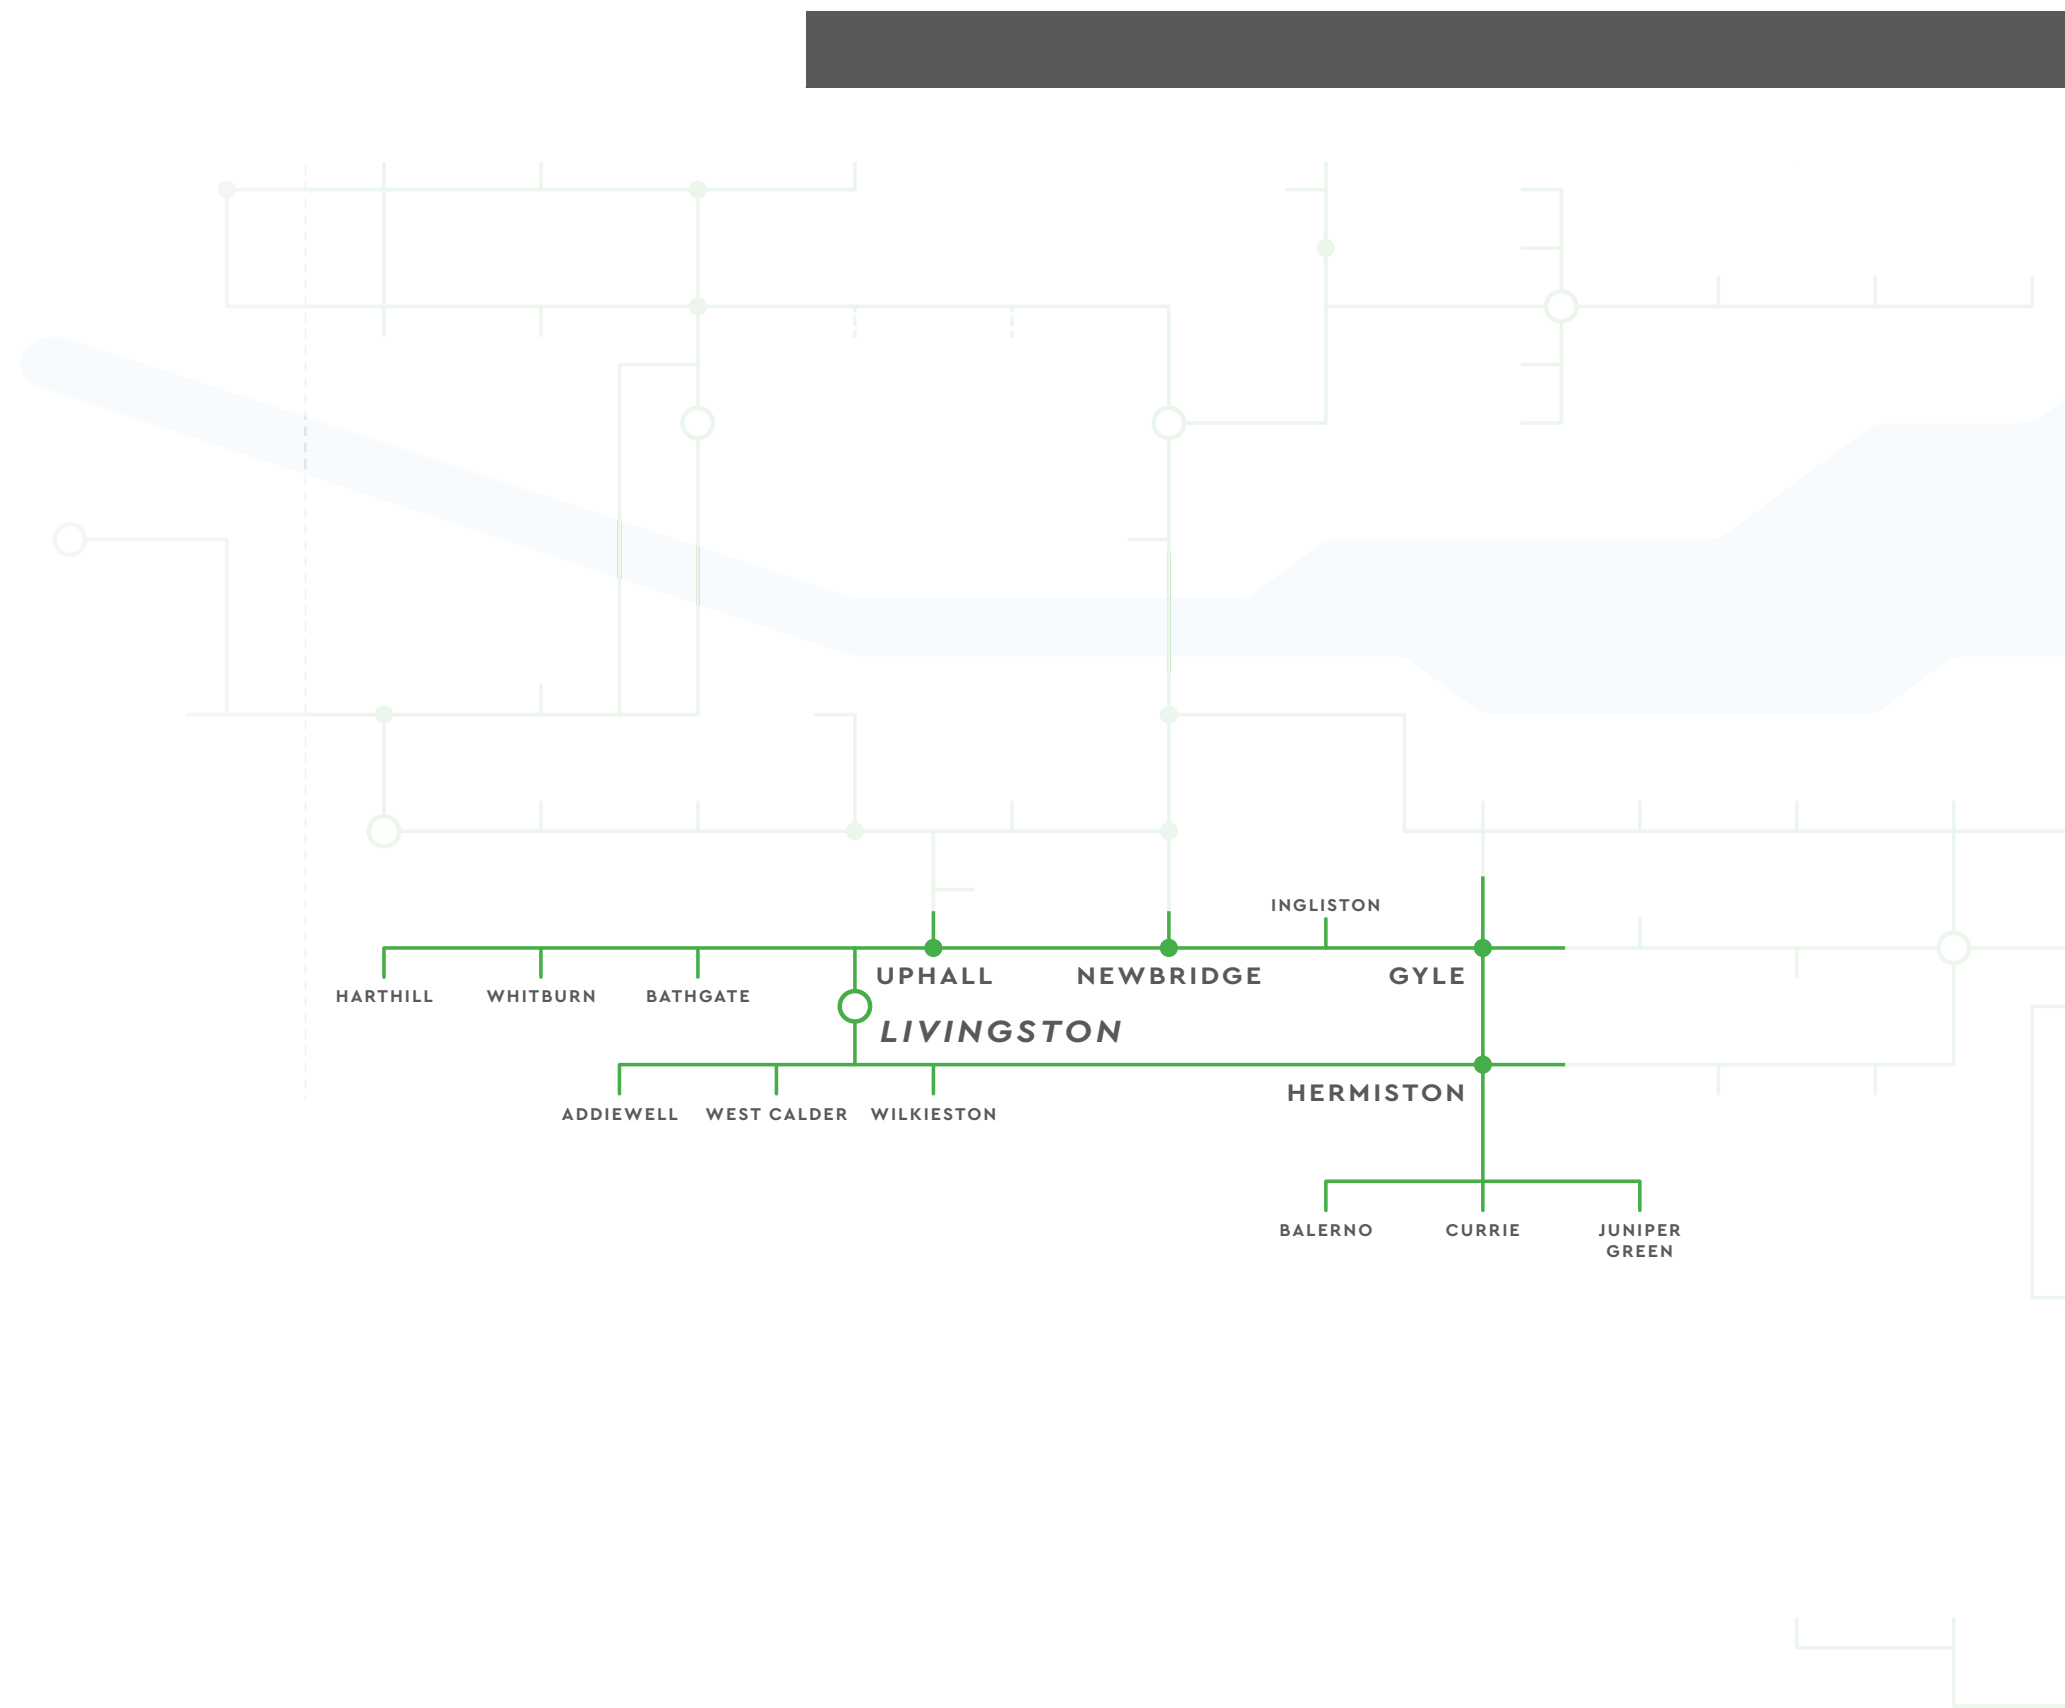 INGLISTON
UPHALL
NEWBRIDGE
GYLE
HARTHILL
WHITBURN
BATHGATE
LIVINGSTON
HERMISTON
ADDIEWELL
WEST CALDER
WILKIESTON
BALERNO
CURRIE
JUNIPER
GREEN